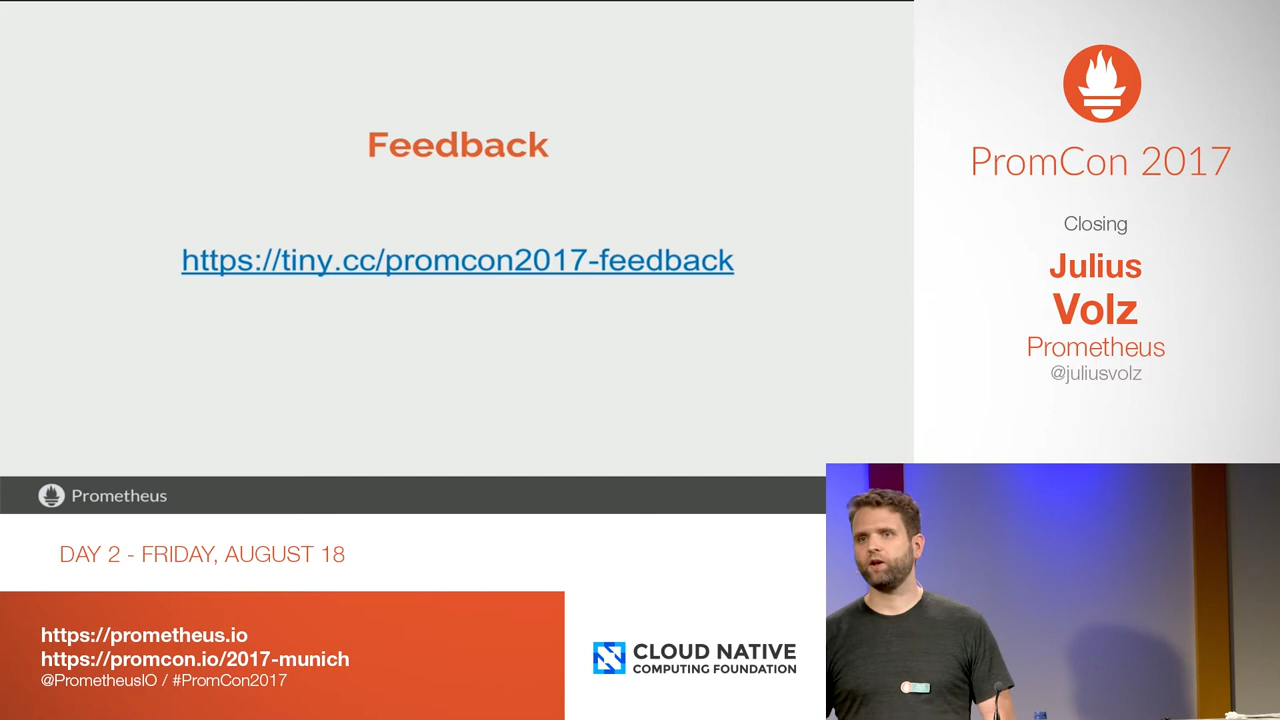 Feedback
https://tiny.cc/promcon2017-feedback
Prometheus
PromCon 2017
Closing
Julius
Volz
Prometheus
@juliusvolz
DAY 2 - FRIDAY, AUGUST 18
https://prometheus.io
https://promcon.io/2017-munich
@PrometheusIO / #PromCon2017
CLOUD NATIVE
COMPUTING FOUNDATION